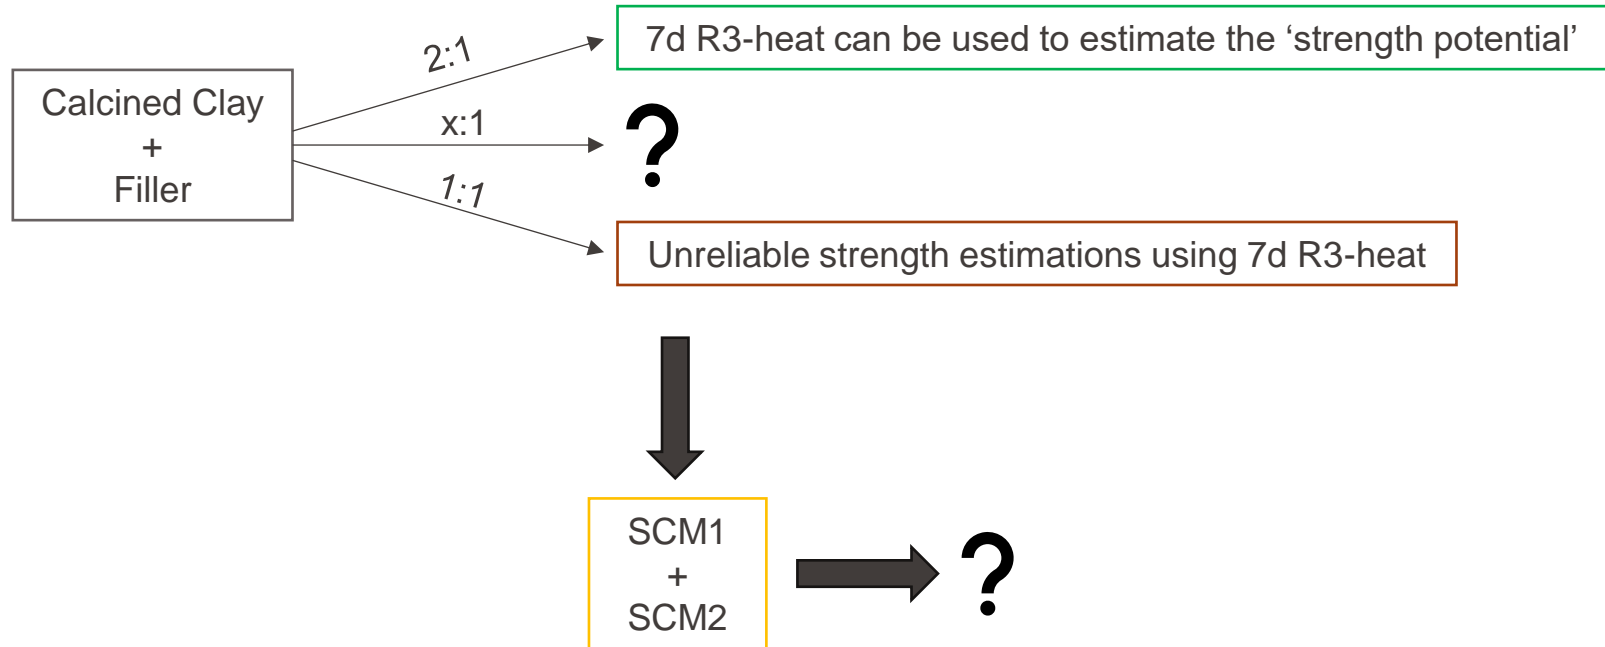 7d R3-heat can be used to estimate the ‘strength potential’
2:1
Calcined Clay
+
Filler
x:1
?
1:1
Unreliable strength estimations using 7d R3-heat
SCM1
+
SCM2
?